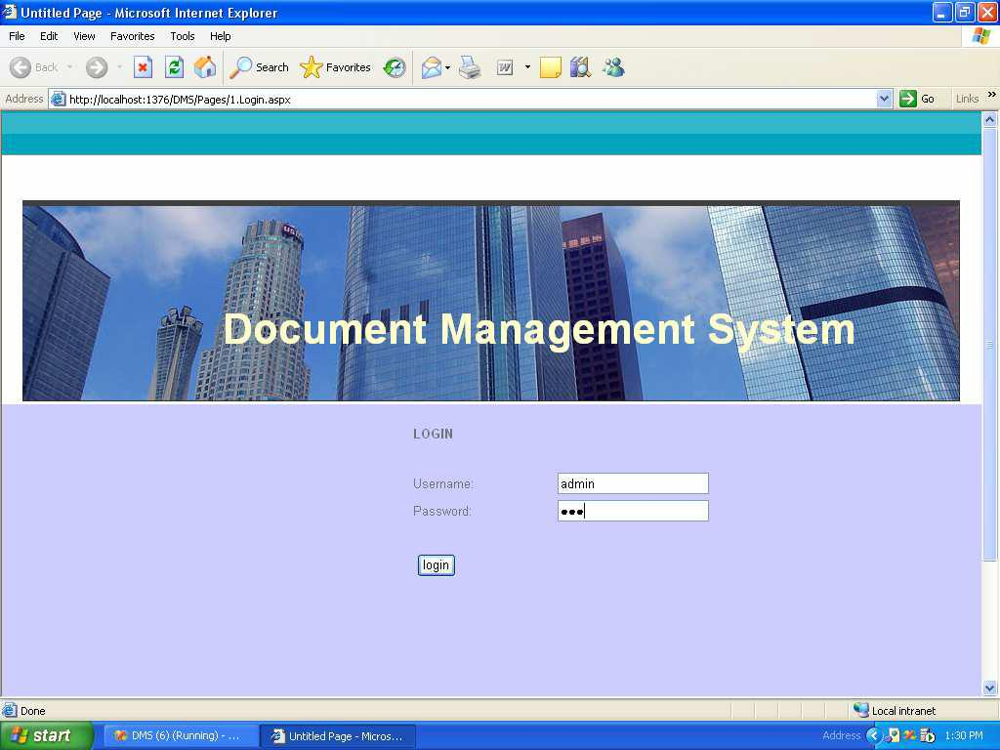 Untitled Page - Microsoft Internet Explorer
File Edit View Favorites Tools Help
Back Search Favorites
Address http://localhost:1376/DMS/Pages/1.Login.aspx Go Links »
Document Management System
LOGIN
Username: admin
Password: •••
login
Done Local intranet
start DMS (6) (Running) - ... Untitled Page - Micros... Address 1:30 PM